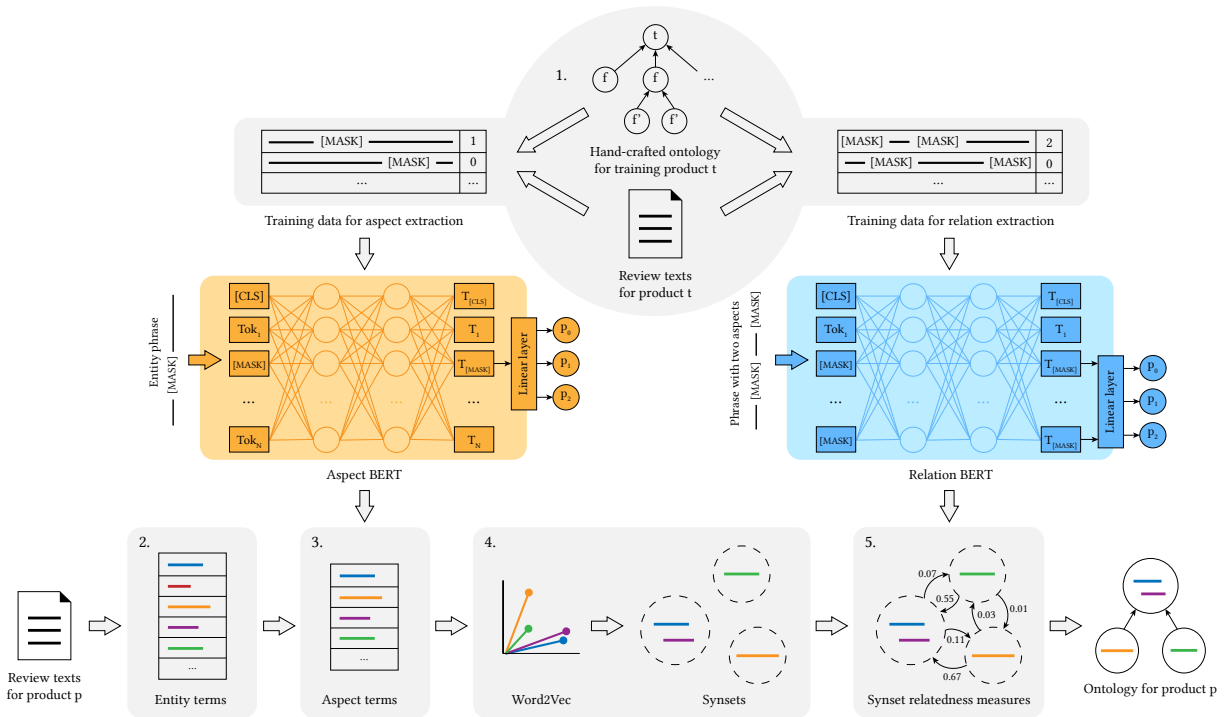 1.
t
f
f
...
f'
f'
Hand-crafted ontology
for training product t
Review texts
for product t
[MASK]
1
[MASK]
0
...
...
Training data for aspect extraction
[MASK]
[MASK]
2
[MASK]
[MASK]
0
...
...
Training data for relation extraction
Entity phrase
[MASK]
[CLS]
Tok1
[MASK]
...
TokN
...
...
T[CLS]
T1
T[MASK]
...
TN
Linear layer
p0
p1
p2
Aspect BERT
Phrase with two aspects
[MASK]
[MASK]
[CLS]
Tok1
[MASK]
...
[MASK]
...
...
T[CLS]
T1
T[MASK]
...
T[MASK]
Linear layer
p0
p1
p2
Relation BERT
Review texts
for product p
2.
...
Entity terms
3.
...
Aspect terms
4.
Word2Vec
Synsets
5.
0.07
0.55
0.03
0.01
0.11
0.67
Synset relatedness measures
Ontology for product p